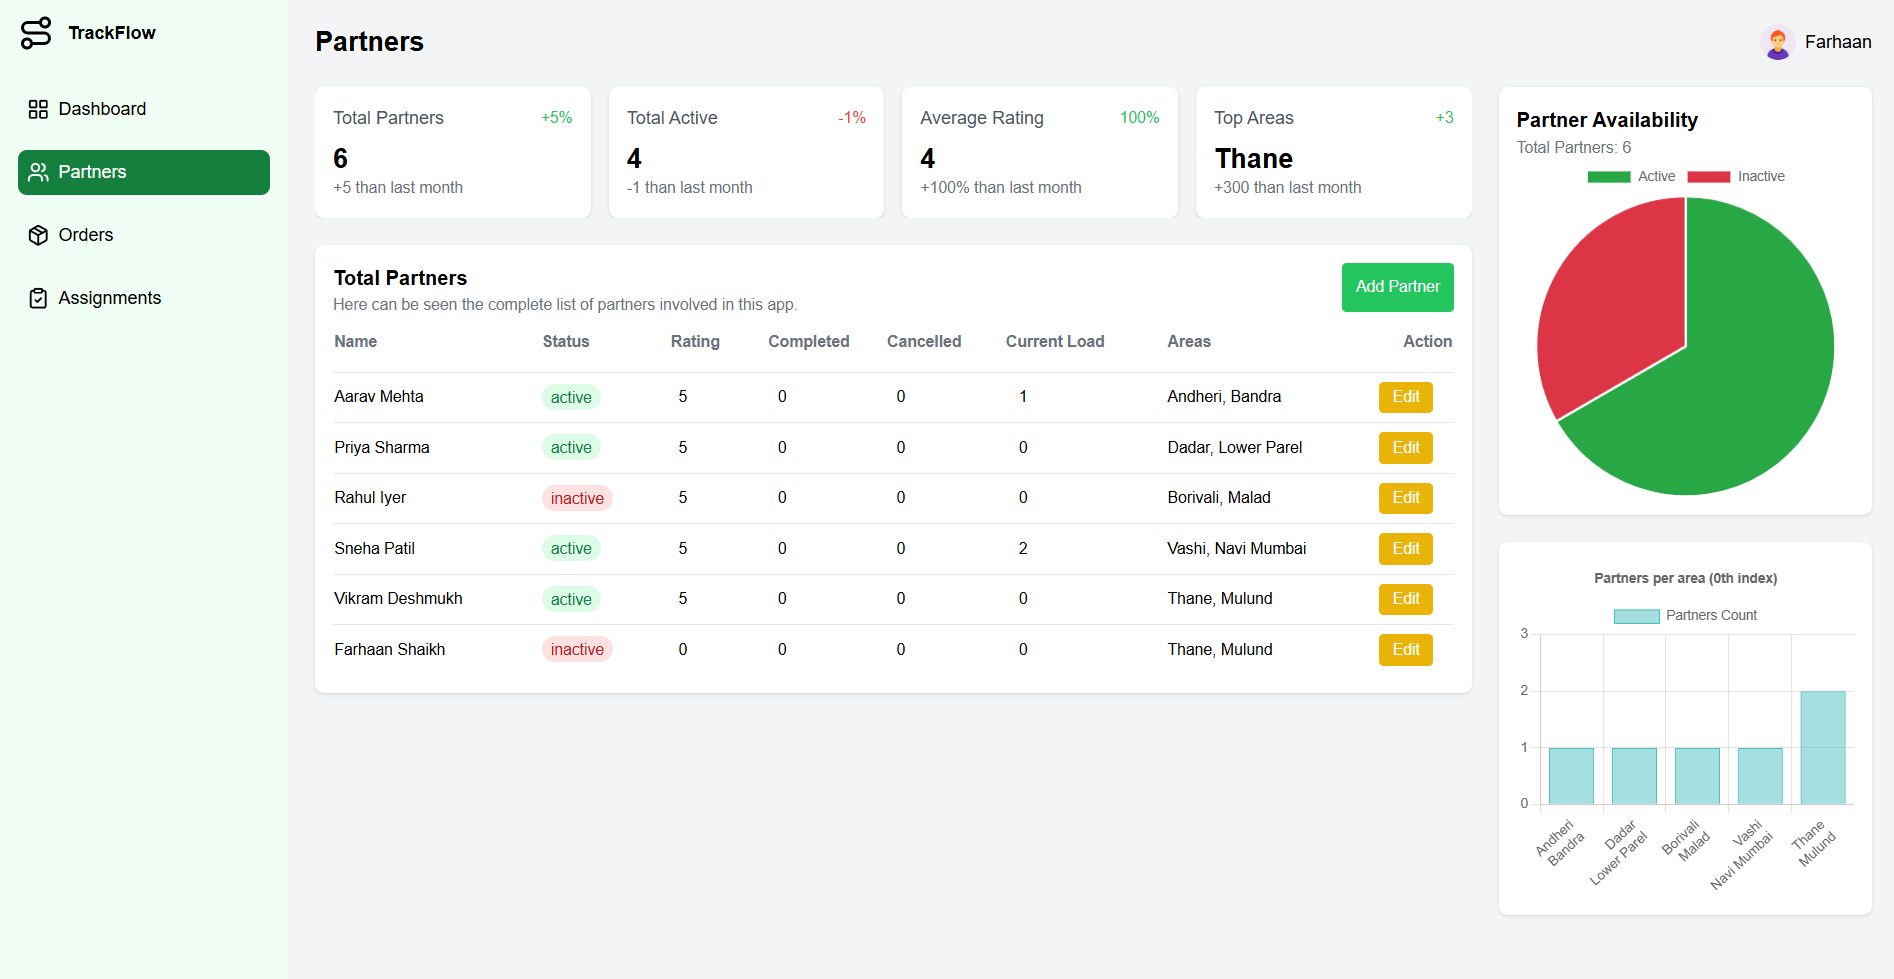 TrackFlow
Dashboard
Partners
Orders
Assignments
Partners
Farhaan
Total Partners +5%
6
+5 than last month
Total Active -1%
4
-1 than last month
Average Rating 100%
4
+100% than last month
Top Areas +3
Thane
+300 than last month
Total Partners
Here can be seen the complete list of partners involved in this app.
Add Partner
Name Status Rating Completed Cancelled Current Load Areas Action
Aarav Mehta active 5 0 0 1 Andheri, Bandra Edit
Priya Sharma active 5 0 0 0 Dadar, Lower Parel Edit
Rahul Iyer inactive 5 0 0 0 Borivali, Malad Edit
Sneha Patil active 5 0 0 2 Vashi, Navi Mumbai Edit
Vikram Deshmukh active 5 0 0 0 Thane, Mulund Edit
Farhaan Shaikh inactive 0 0 0 0 Thane, Mulund Edit
Partner Availability
Total Partners: 6
Active Inactive
Partners per area (0th index)
Partners Count
3
2
1
0
Andheri
Bandra
Dadar
Lower Parel
Borivali
Malad
Vashi
Navi Mumbai
Thane
Mulund